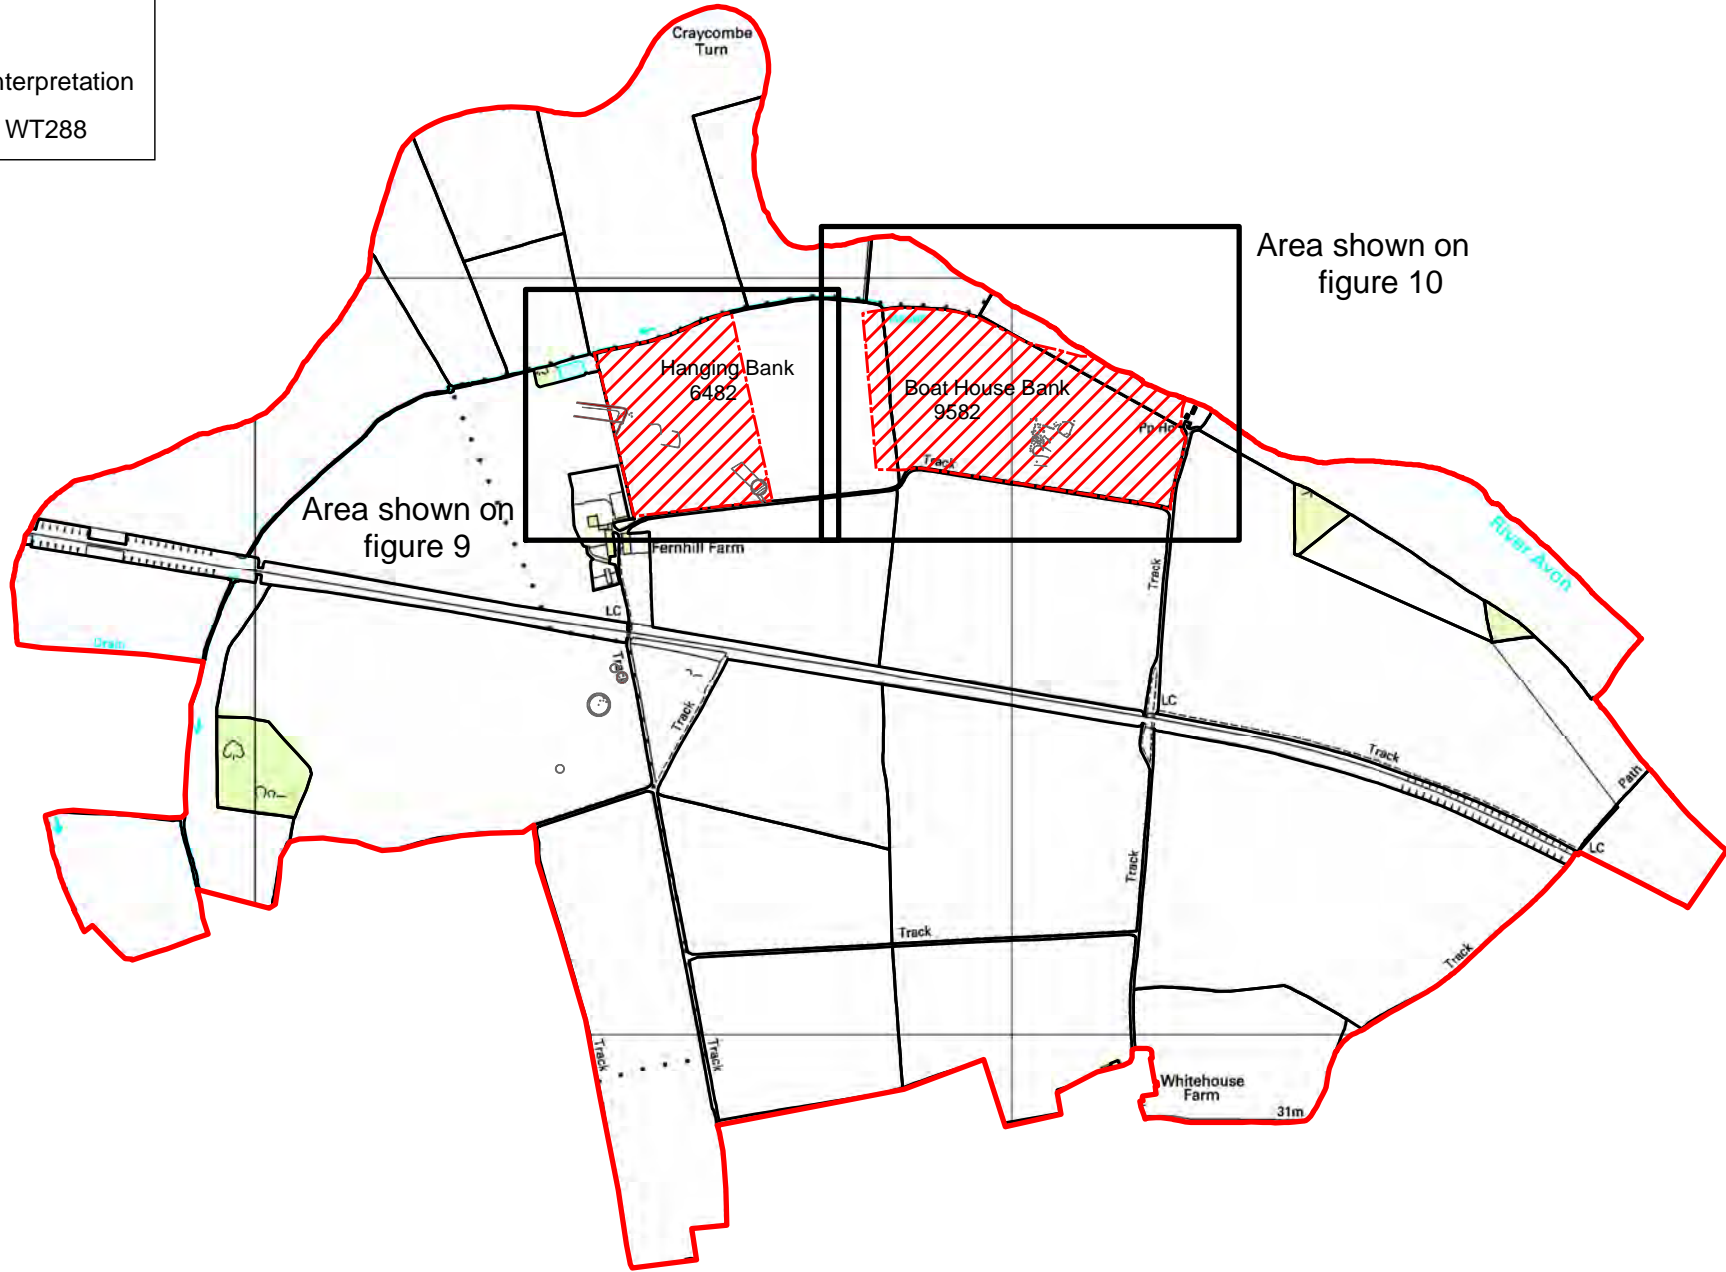 nterpretation
WT288
Craycombe
Turn
Area shown on
figure 10
Hanging Bank
6482
Boat House Bank
9582
Pp Ho
Track
Area shown on
figure 9
Fernhill Farm
River Avon
Track
LC
Drain
Track
Track
LC
Track
Path
LC
Track
Track
Track
Track
Track
Whitehouse
Farm
31m